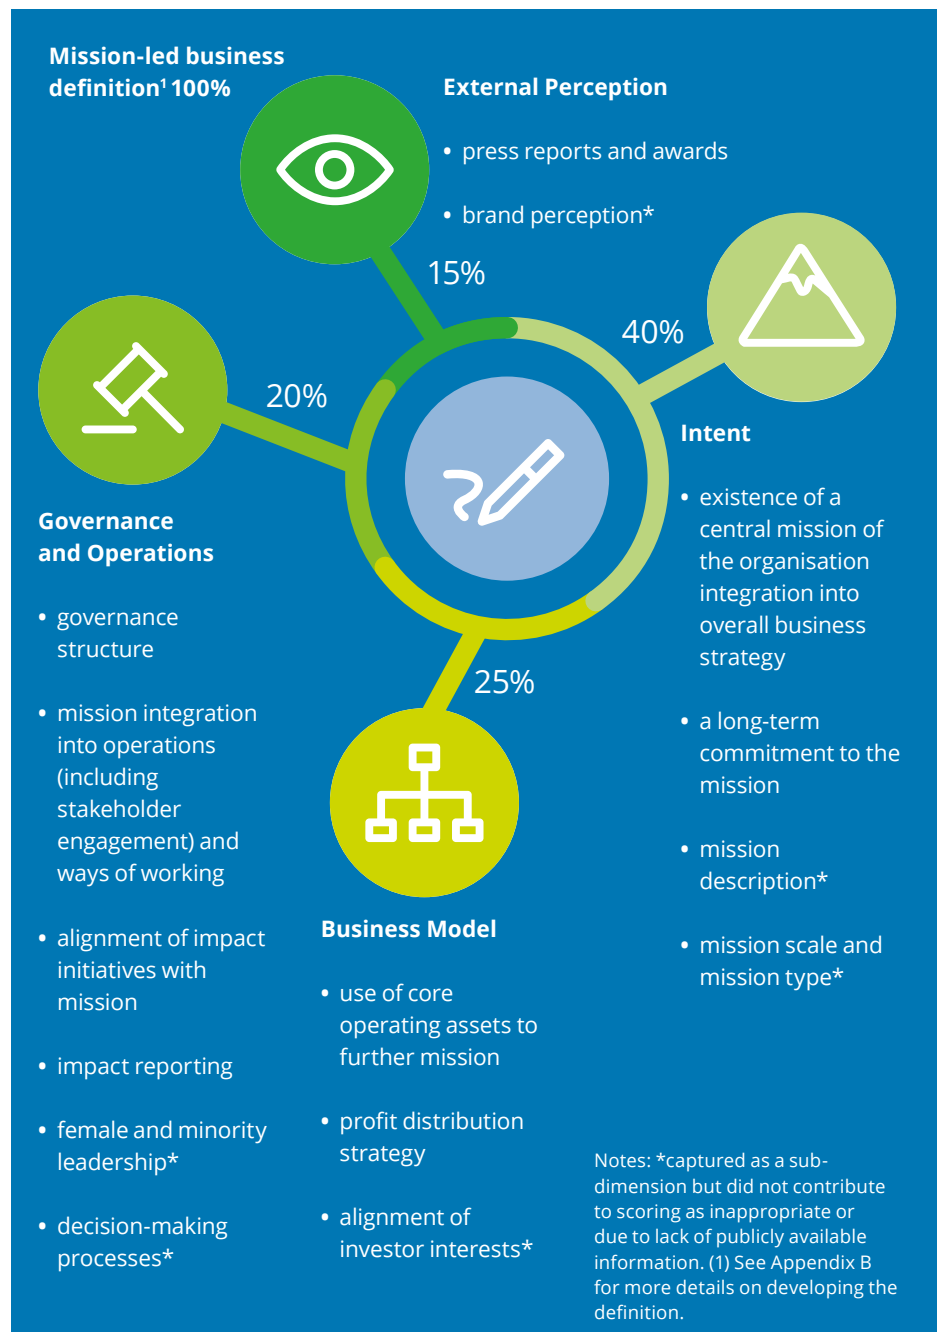 Mission-led business
definition¹ 100%
External Perception
• press reports and awards
• brand perception*
15%
40%
20%
Intent
• existence of a
central mission of
the organisation
integration into
overall business
strategy
• a long-term
commitment to the
mission
• mission
description*
• mission scale and
mission type*
Governance
and Operations
• governance
structure
• mission integration
into operations
(including
stakeholder
engagement) and
ways of working
• alignment of impact
initiatives with
mission
• impact reporting
• female and minority
leadership*
• decision-making
processes*
25%
Business Model
• use of core
operating assets to
further mission
• profit distribution
strategy
• alignment of
investor interests*
Notes: *captured as a sub-
dimension but did not contribute
to scoring as inappropriate or
due to lack of publicly available
information. (1) See Appendix B
for more details on developing the
definition.